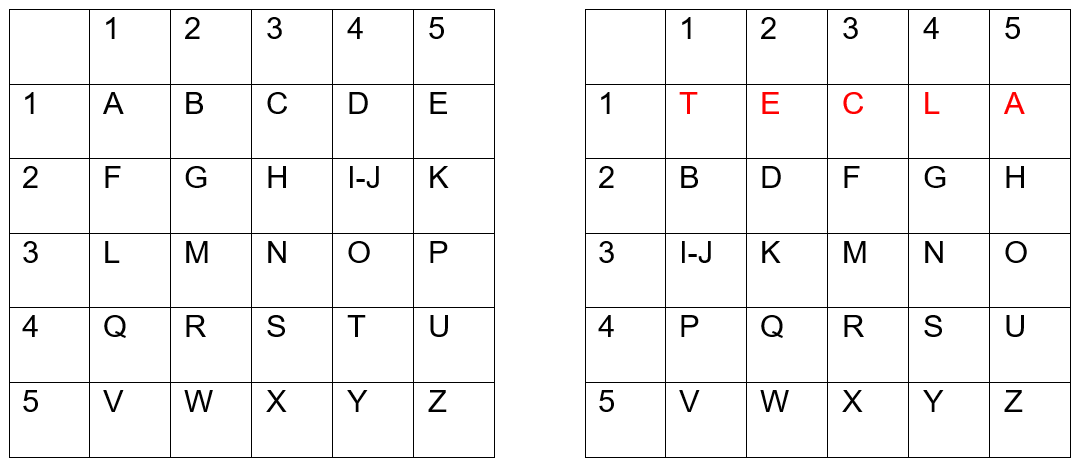 1 2 3 4 5
1 A B C D E
2 F G H I-J K
3 L M N O P
4 Q R S T U
5 V W X Y Z
1 2 3 4 5
1 T E C L A
2 B D F G H
3 I-J K M N O
4 P Q R S U
5 V W X Y Z